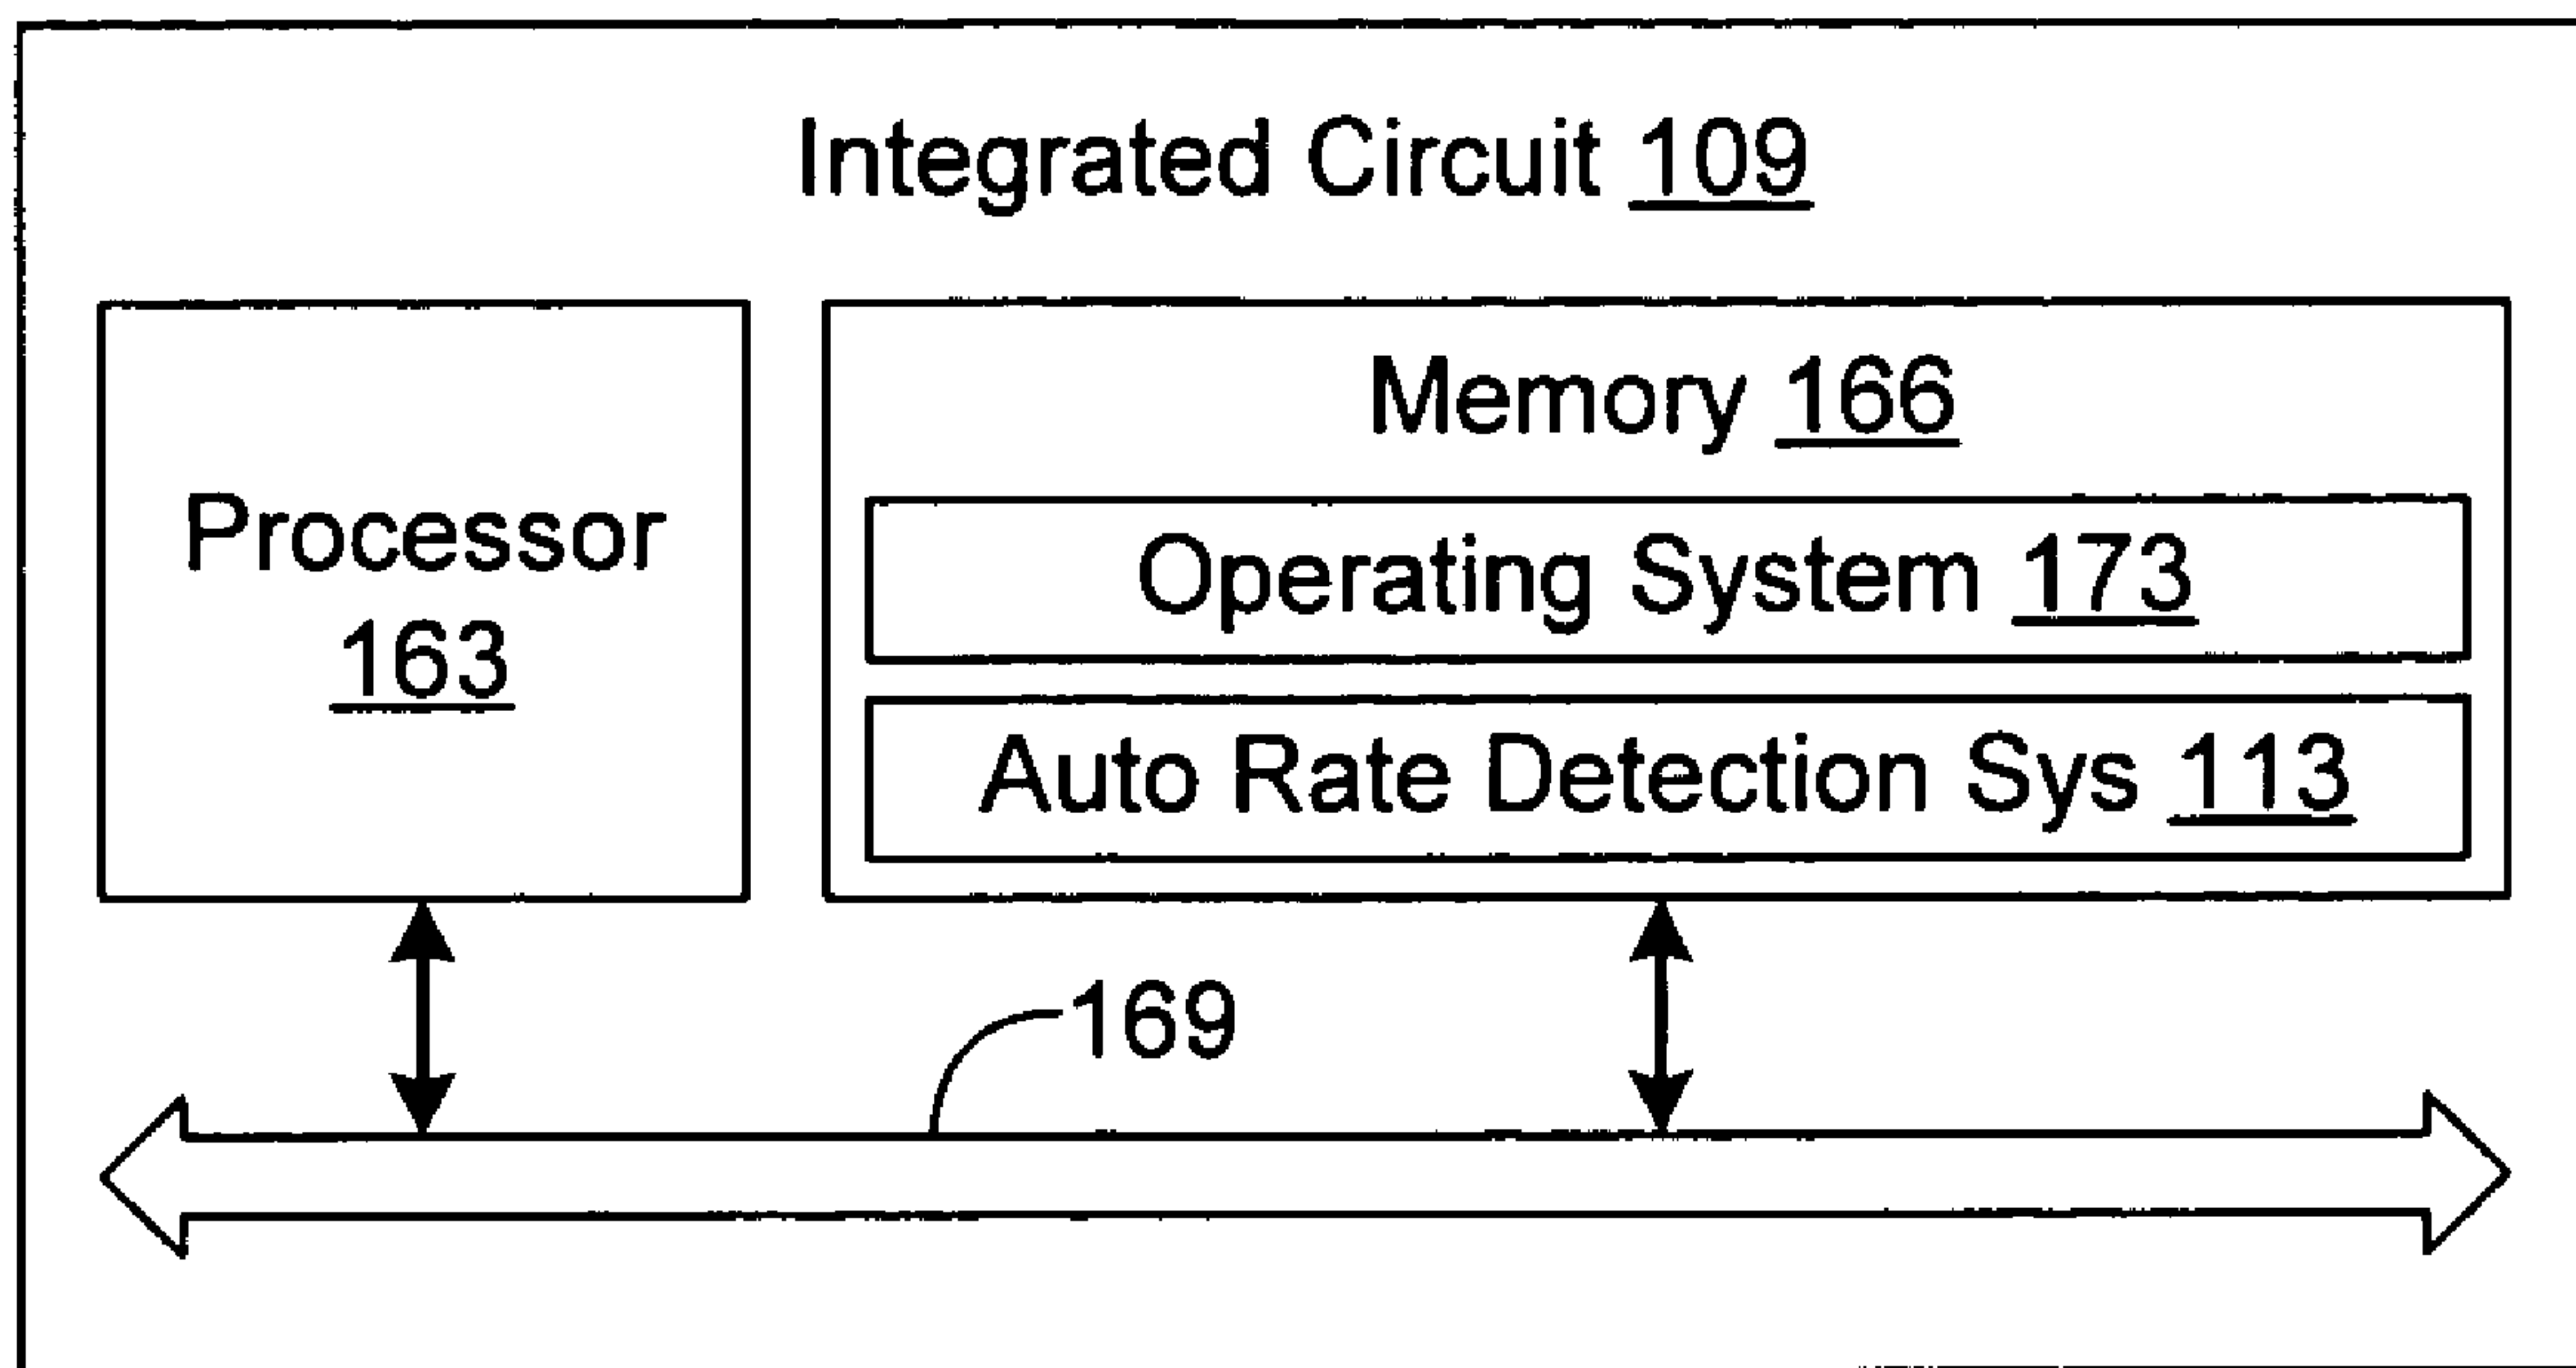 Integrated Circuit 109
Processor
163
Memory 166
Operating System 173
Auto Rate Detection Sys 113
169